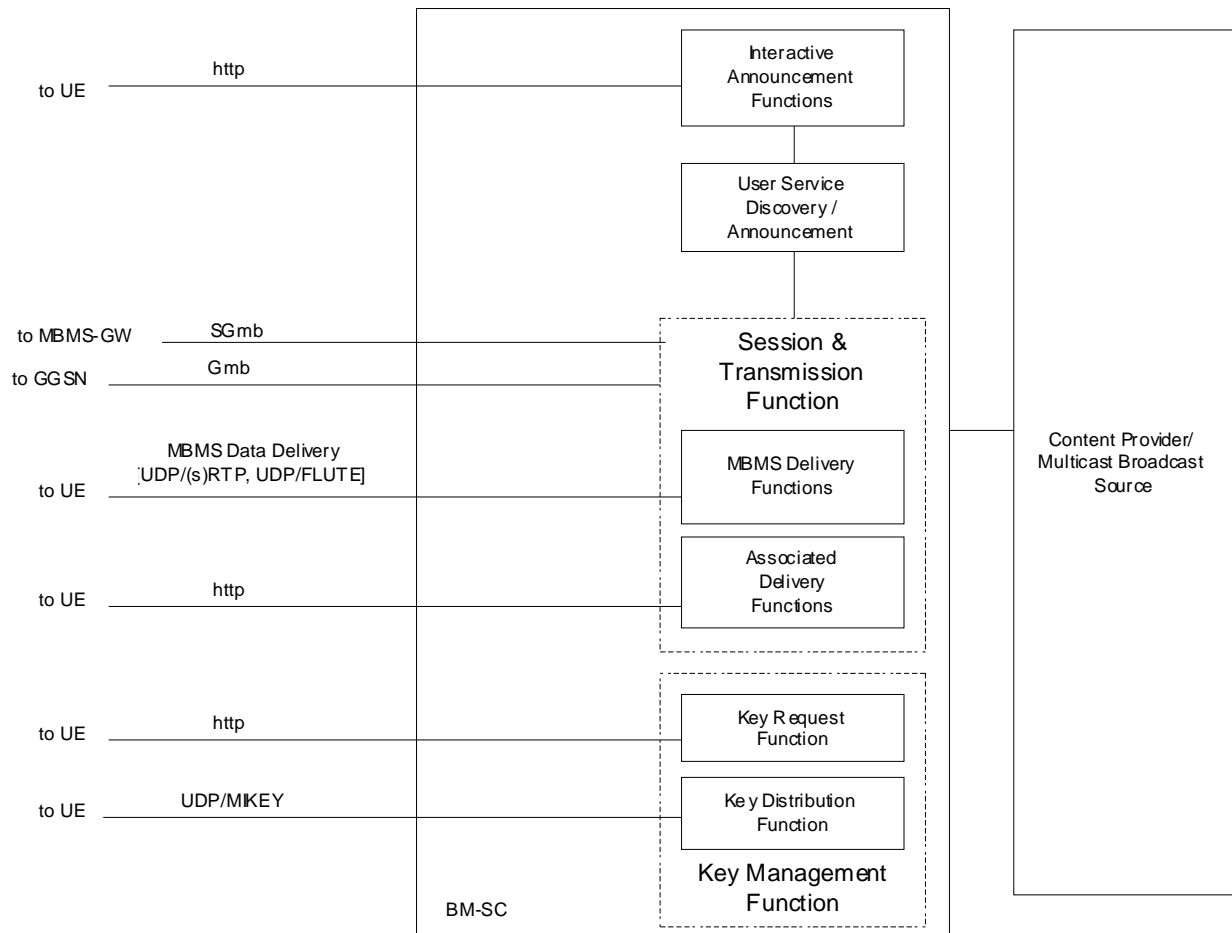 Interactive
Announcement
Functions
http
to UE
User Service
Discovery /
Announcement
to MBMS-GW
SGmb
to GGSN
Gmb
Session &
Transmission
Function
MBMS Data Delivery
[UDP/(s)RTP, UDP/FLUTE]
to UE
MBMS Delivery
Functions
Content Provider/
Multicast Broadcast
Source
Associated
Delivery
Functions
http
to UE
http
to UE
Key Request
Function
UDP/MIKEY
to UE
Key Distribution
Function
Key Management
Function
BM-SC